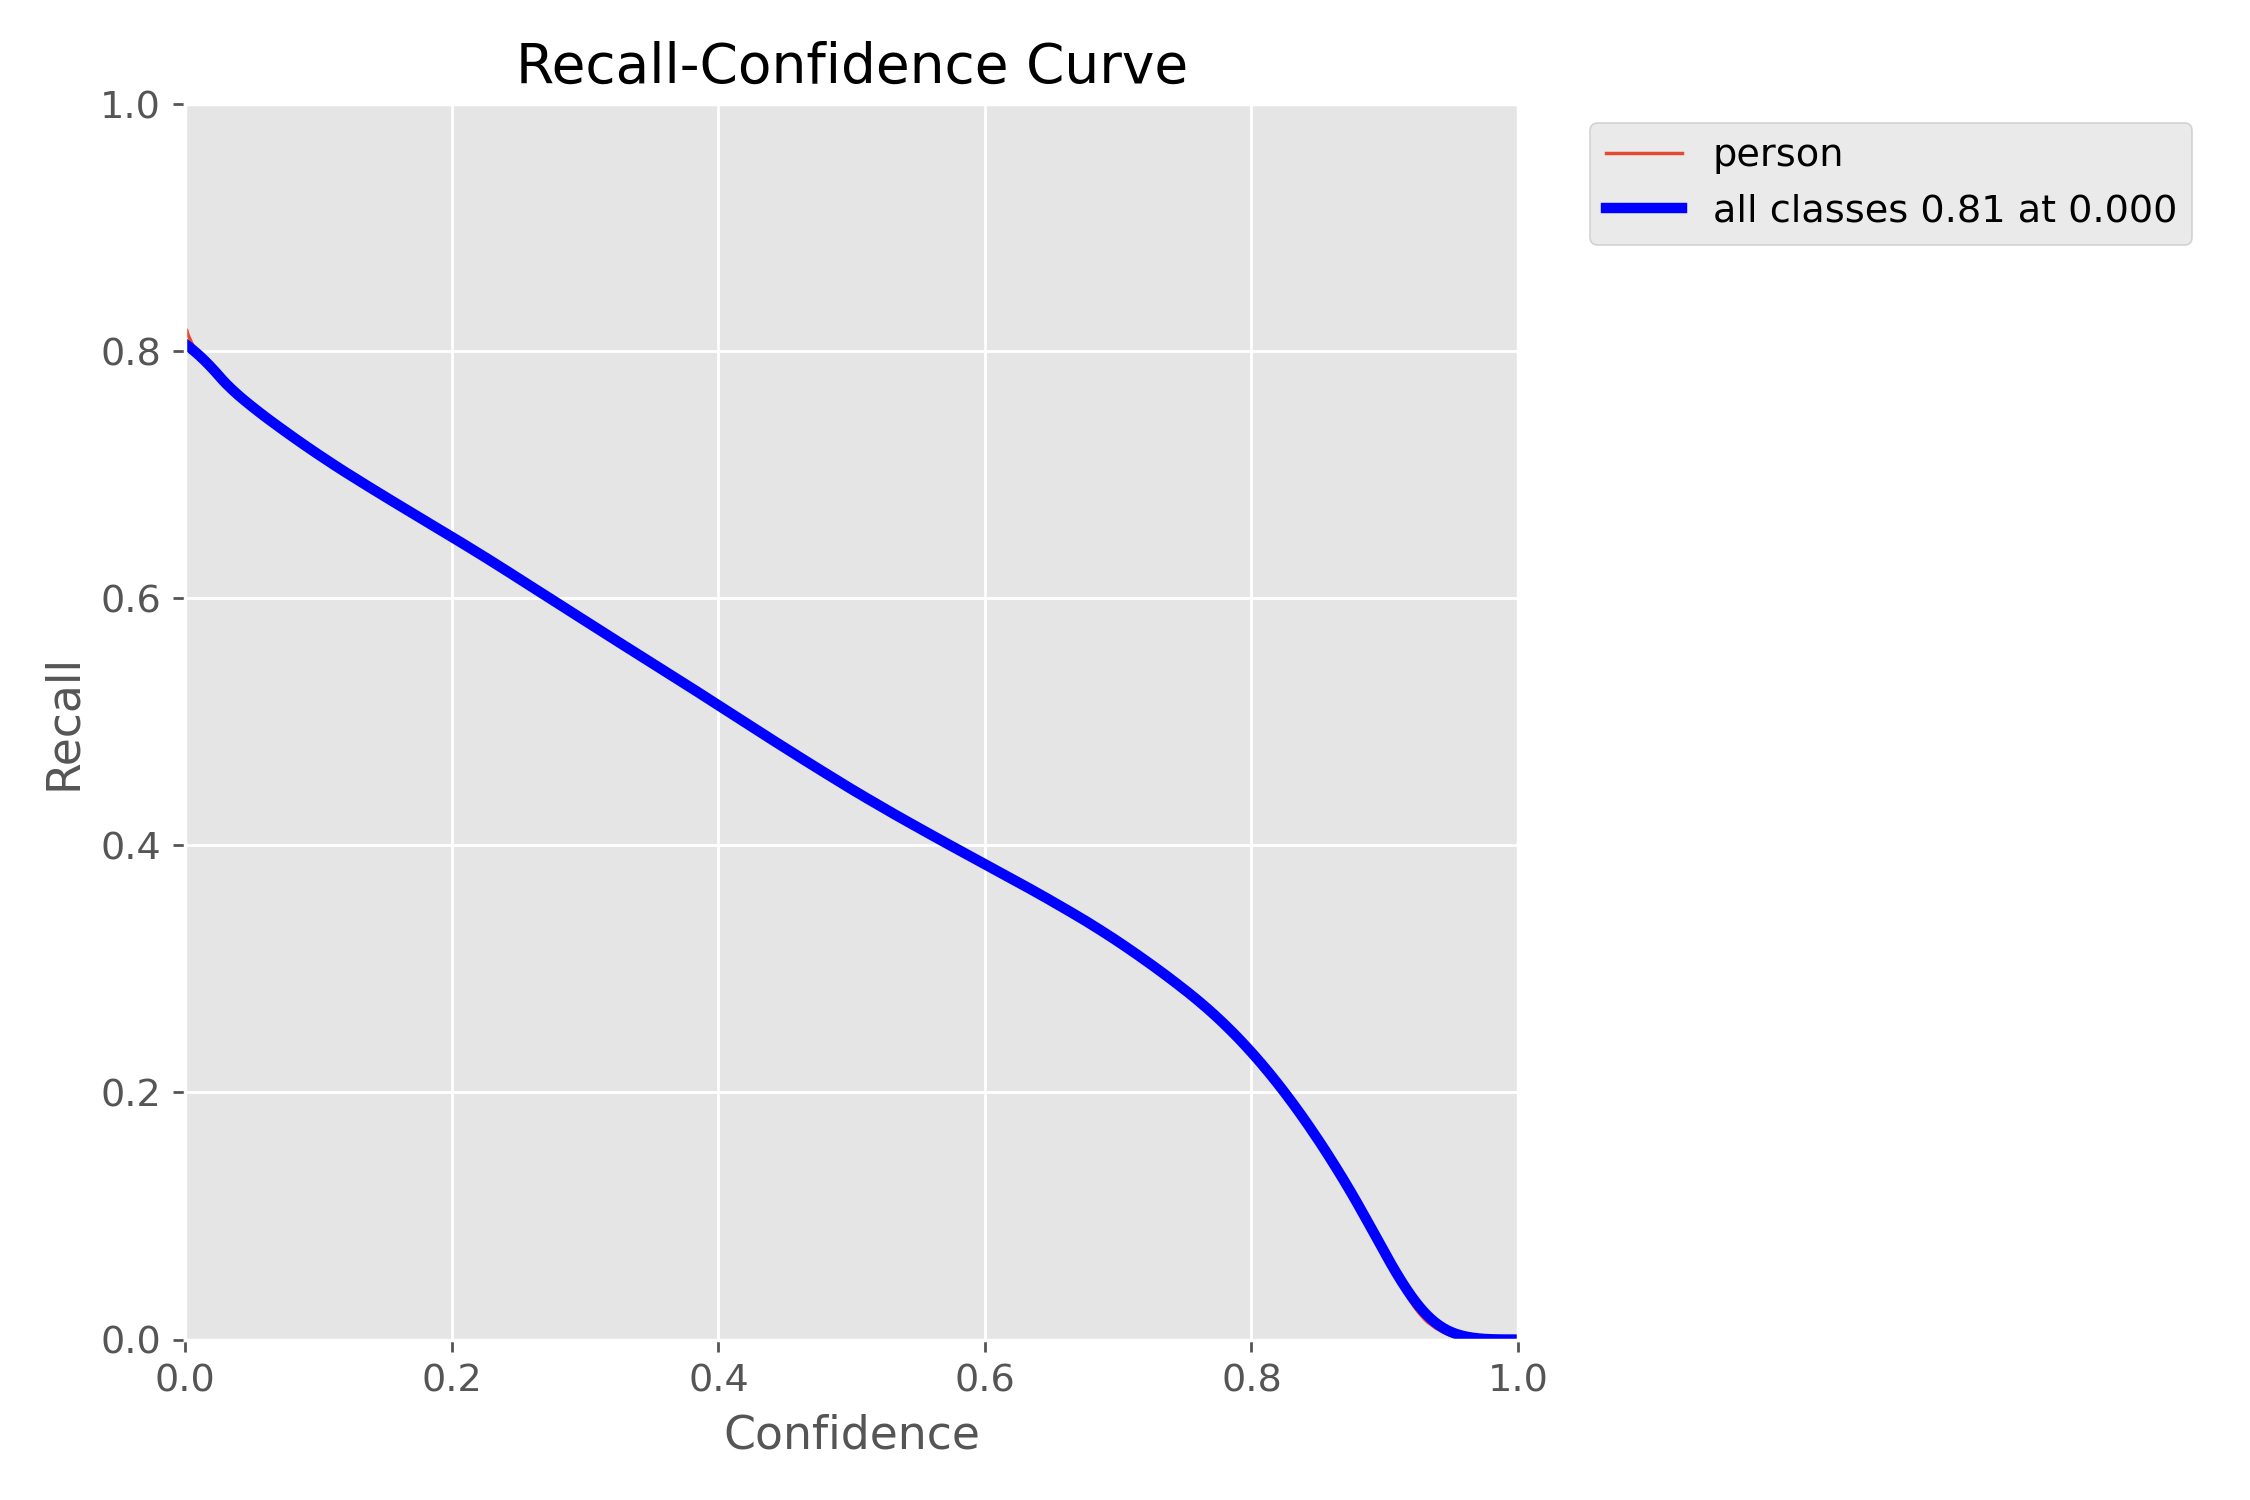 Recall-Confidence Curve
1.0
0.8
0.6
0.4
0.2
0.0
Recall
0.0 0.2 0.4 0.6 0.8 1.0
Confidence
person
all classes 0.81 at 0.000